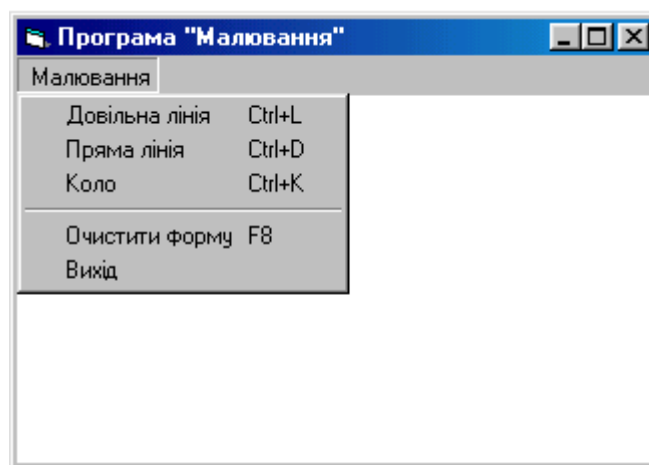 Програма "Малювання"
Малювання
Довільна лінія Ctrl+L
Пряма лінія Ctrl+D
Коло Ctrl+K
Очистити форму F8
Вихід